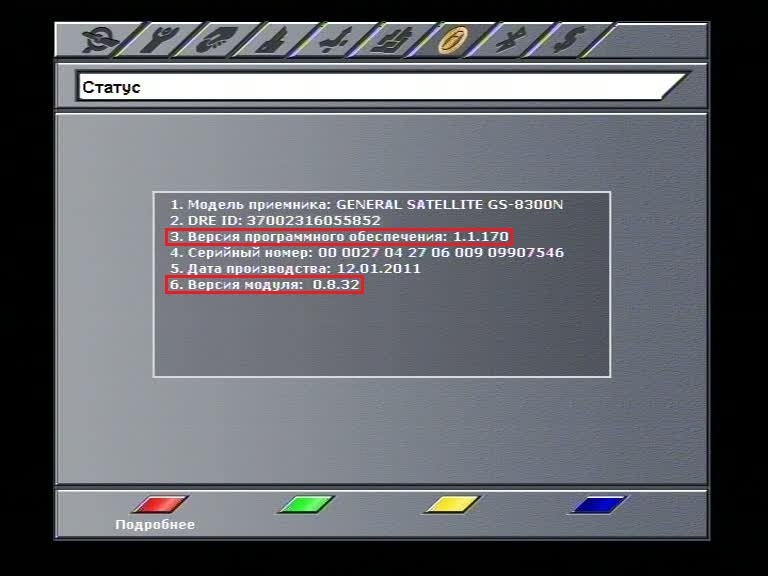 Статус
1. Модель приемника: GENERAL SATELLITE GS-8300N
2. DRE ID: 37002316055852
3. Версия программного обеспечения: 1.1.170
4. Серийный номер: 00 0027 04 27 06 009 09907546
5. Дата производства: 12.01.2011
6. Версия модуля: 0.8.32
Подробнее